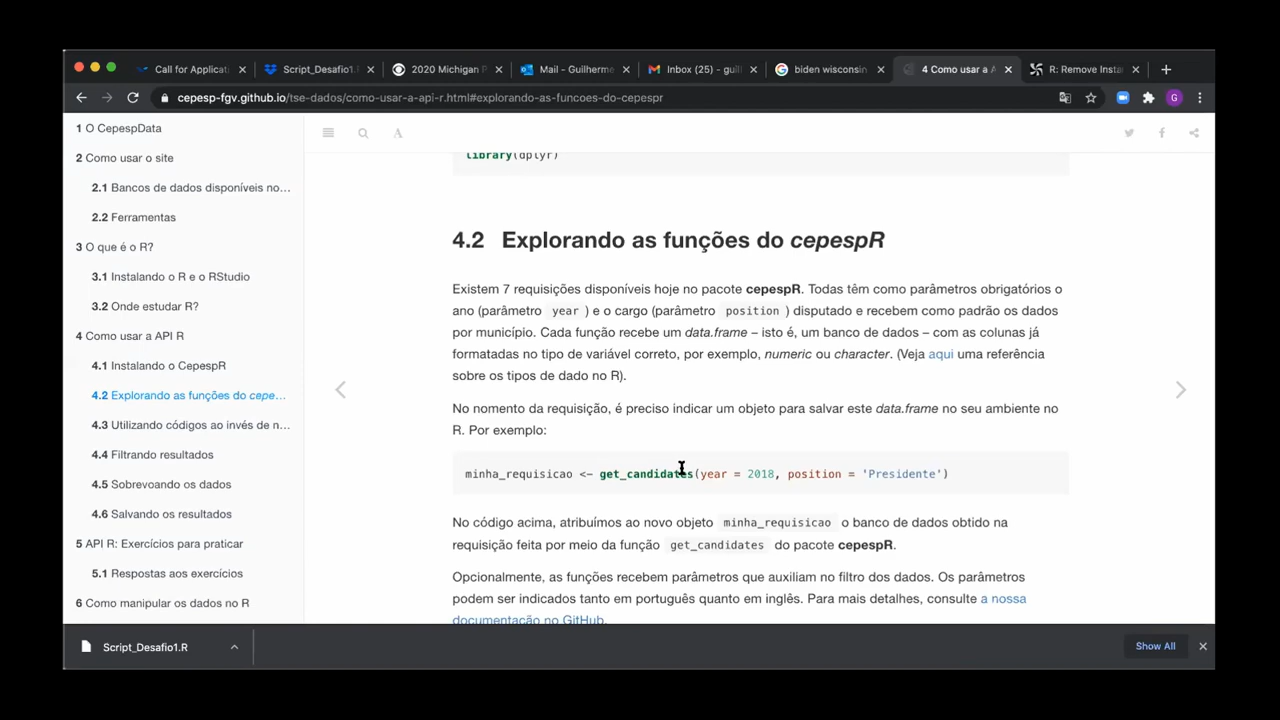 Call for Applicat
Script_Desafio1.
2020 Michigan P
Mail - Guilherme
Inbox (25) - guil
biden wisconsin
4 Como usar a A
R: Remove Insta
cepesp-fgv.github.io/tse-dados/como-usar-a-api-r.html#explorando-as-funcoes-do-cepespr
G
1 O CepespData
2 Como usar o site
2.1 Bancos de dados disponíveis no…
2.2 Ferramentas
3 O que é o R?
3.1 Instalando o R e o RStudio
3.2 Onde estudar R?
4 Como usar a API R
4.1 Instalando o CepespR
4.2 Explorando as funções do cepe…
4.3 Utilizando códigos ao invés de n…
4.4 Filtrando resultados
4.5 Sobrevoando os dados
4.6 Salvando os resultados
5 API R: Exercícios para praticar
5.1 Respostas aos exercícios
6 Como manipular os dados no R
A
library(dplyr)
4.2 Explorando as funções do cepespR
Existem 7 requisições disponíveis hoje no pacote cepespR. Todas têm como parâmetros obrigatórios o
ano (parâmetro year ) e o cargo (parâmetro position ) disputado e recebem como padrão os dados
por município. Cada função recebe um data.frame – isto é, um banco de dados – com as colunas já
formatadas no tipo de variável correto, por exemplo, numeric ou character. (Veja aqui uma referência
sobre os tipos de dado no R).
No nomento da requisição, é preciso indicar um objeto para salvar este data.frame no seu ambiente no
R. Por exemplo:
minha_requisicao <- get_candidates(year = 2018, position = 'Presidente')
No código acima, atribuímos ao novo objeto minha_requisicao o banco de dados obtido na
requisição feita por meio da função get_candidates do pacote cepespR.
Opcionalmente, as funções recebem parâmetros que auxiliam no filtro dos dados. Os parâmetros
podem ser indicados tanto em português quanto em inglês. Para mais detalhes, consulte a nossa
documentação no GitHub.
Script_Desafio1.R
Show All